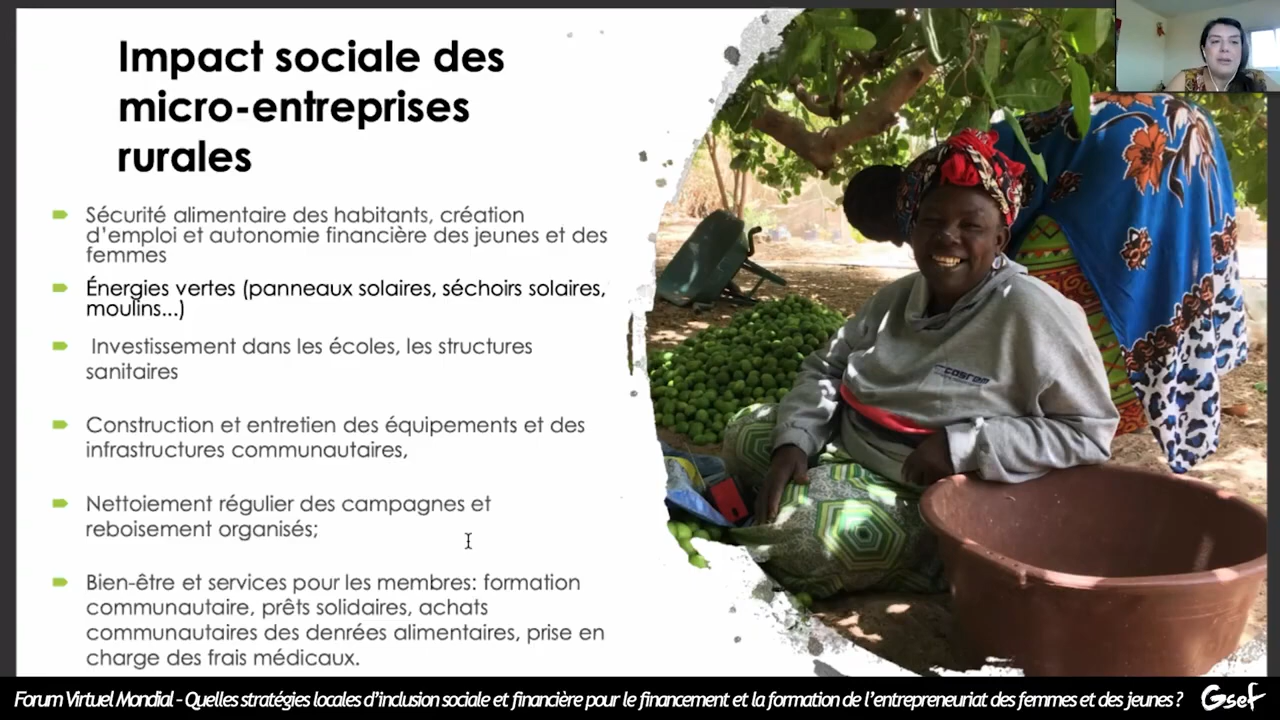 Impact sociale des
micro-entreprises
rurales
Sécurité alimentaire des habitants, création
d'emploi et autonomie financière des jeunes et des
femmes
Énergies vertes (panneaux solaires, séchoirs solaires,
moulins...)
Investissement dans les écoles, les structures
sanitaires
Construction et entretien des équipements et des
infrastructures communautaires,
Nettoiement régulier des campagnes et
reboisement organisés;
Bien-être et services pour les membres: formation
communautaire, prêts solidaires, achats
communautaires des denrées alimentaires, prise en
charge des frais médicaux.
cosram
Forum Virtuel Mondial - Quelles stratégies locales d'inclusion sociale et financière pour le financement et la formation de l'entrepreneuriat des femmes et des jeunes ?
Gsef